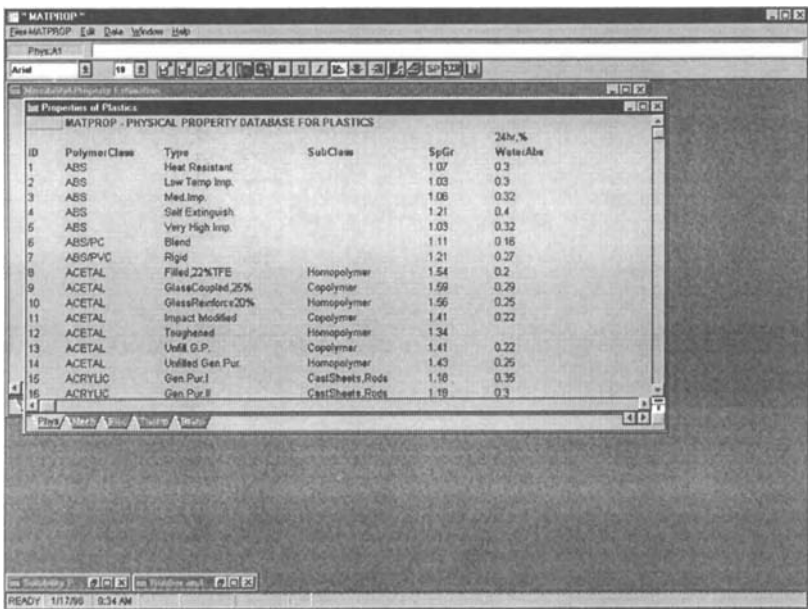 " MATPROP "
Edit Data Window Help
Phys:A1
Arial 10
Properties of Plastics
MATPROP - PHYSICAL PROPERTY DATABASE FOR PLASTICS
24hr,%
ID PolymerClass Type SubClass SpGr WaterAbs
1 ABS Heat Resistant 1.07 0.3
2 ABS Low Temp Imp. 1.03 0.3
3 ABS Med.Imp. 1.06 0.32
4 ABS Self Extinguish. 1.21 0.4
5 ABS Very High Imp. 1.03 0.32
6 ABS/PC Blend 1.11 0.16
7 ABS/PVC Rigid 1.21 0.27
8 ACETAL Filled,22%TFE Homopolymer 1.54 0.2
9 ACETAL GlassCoupled,25% Copolymer 1.59 0.29
10 ACETAL GlassReinforce20% Homopolymer 1.56 0.25
11 ACETAL Impact Modified Copolymer 1.41 0.22
12 ACETAL Toughened Homopolymer 1.34
13 ACETAL Unfill G.P. Copolymer 1.41 0.22
14 ACETAL Unfilled Gen.Pur. Homopolymer 1.43 0.25
15 ACRYLIC Gen.Pur.I CastSheets,Rods 1.18 0.35
16 ACRYLIC Gen.Pur.II CastSheets,Rods 1.19 0.3
Phys Mech
READY 1/17/96 9:34 AM